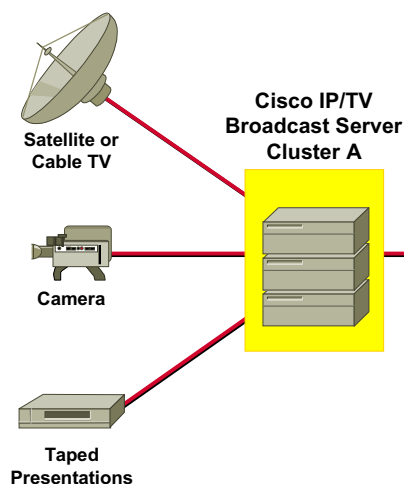 Cisco IP/TV
Broadcast Server
Cluster A
Satellite or
Cable TV
Camera
Taped
Presentations